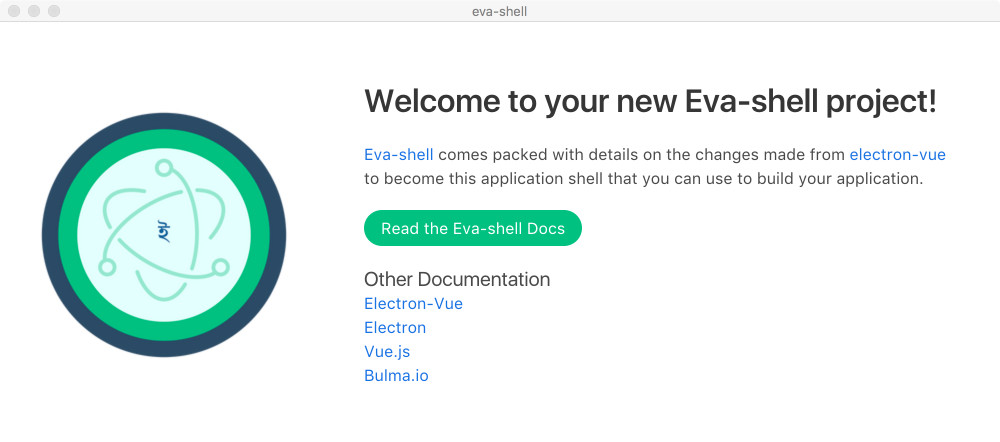 eva-shell
Welcome to your new Eva-shell project!
Eva-shell comes packed with details on the changes made from electron-vue
to become this application shell that you can use to build your application.
Read the Eva-shell Docs
Other Documentation
Electron-Vue
Electron
Vue.js
Bulma.io